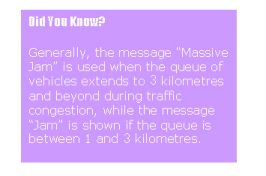 Did You Know?
Generally, the message "Massive
Jam" is used when the queue of
vehicles extends to 3 kilometres
and beyond during traffic
congestion, while the message
"Jam" is shown if the queue is
between 1 and 3 kilometres.